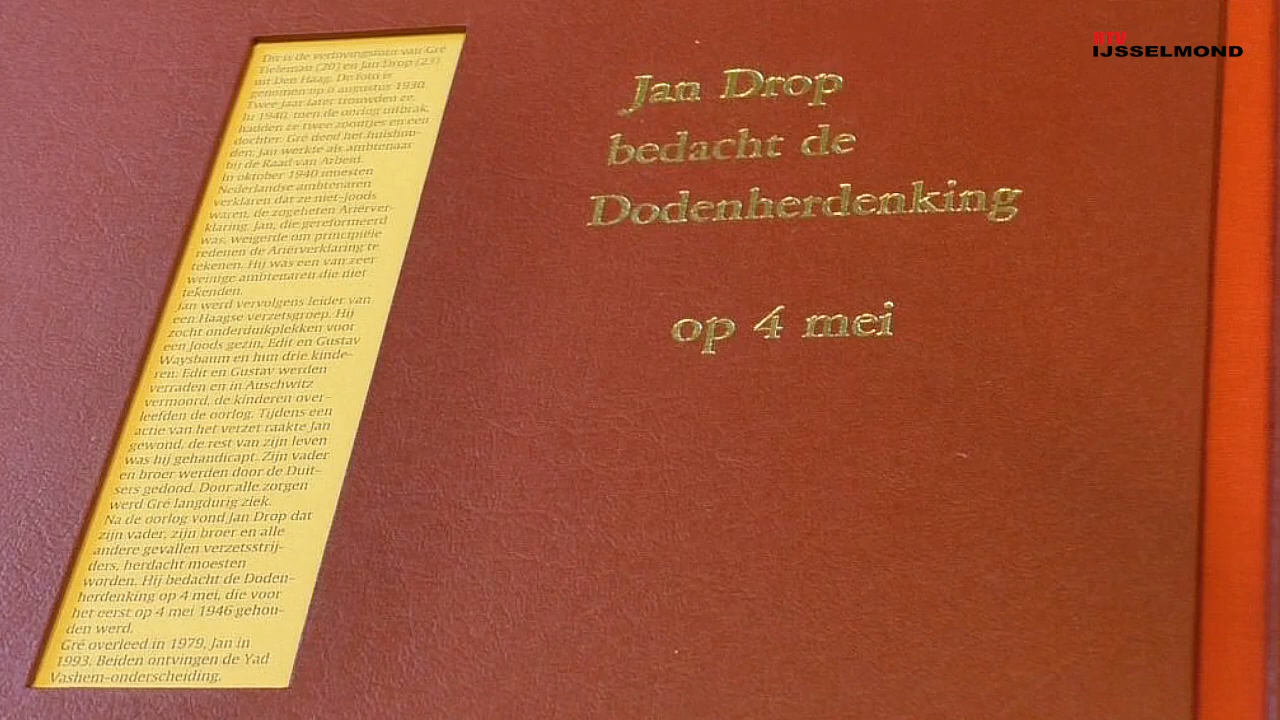 RTV
IJSSELMOND
Jan Drop
bedacht de
Dodenherdenking
op 4 mei
Dit is de verlovingsfoto van Gré
Tieleman (20) en Jan Drop (23)
uit Den Haag. De foto is
genomen op 6 augustus 1930.
Twee jaar later trouwden ze.
In 1940, toen de oorlog uitbrak,
hadden ze twee zoontjes en een
dochter. Gré deed het huishou-
den; Jan werkte als ambtenaar
bij de Raad van Arbeid.
In oktober 1940 moesten
Nederlandse ambtenaren
verklaren dat ze niet-Joods
waren, de zogeheten Ariërver-
klaring. Jan, die gereformeerd
was, weigerde om principiële
redenen de Ariërverklaring te
tekenen. Hij was een van zeer
weinige ambtenaren die niet
tekenden.
Jan werd vervolgens leider van
een Haagse verzetsgroep. Hij
zocht onderduikplekken voor
een Joods gezin, Edit en Gustav
Waysbaum en hun drie kinde-
ren. Edit en Gustav werden
verraden en in Auschwitz
vermoord, de kinderen over-
leefden de oorlog. Tijdens een
actie van het verzet raakte Jan
gewond, de rest van zijn leven
was hij gehandicapt. Zijn vader
en broer werden door de Duit-
sers gedood. Door alle zorgen
werd Gré langdurig ziek.
Na de oorlog vond Jan Drop dat
zijn vader, zijn broer en alle
andere gevallen verzetsstrij-
ders, herdacht moesten
worden. Hij bedacht de Doden-
herdenking op 4 mei, die voor
het eerst op 4 mei 1946 gehou-
den werd.
Gré overleed in 1979, Jan in
1993. Beiden ontvingen de Yad
Vashem-onderscheiding.